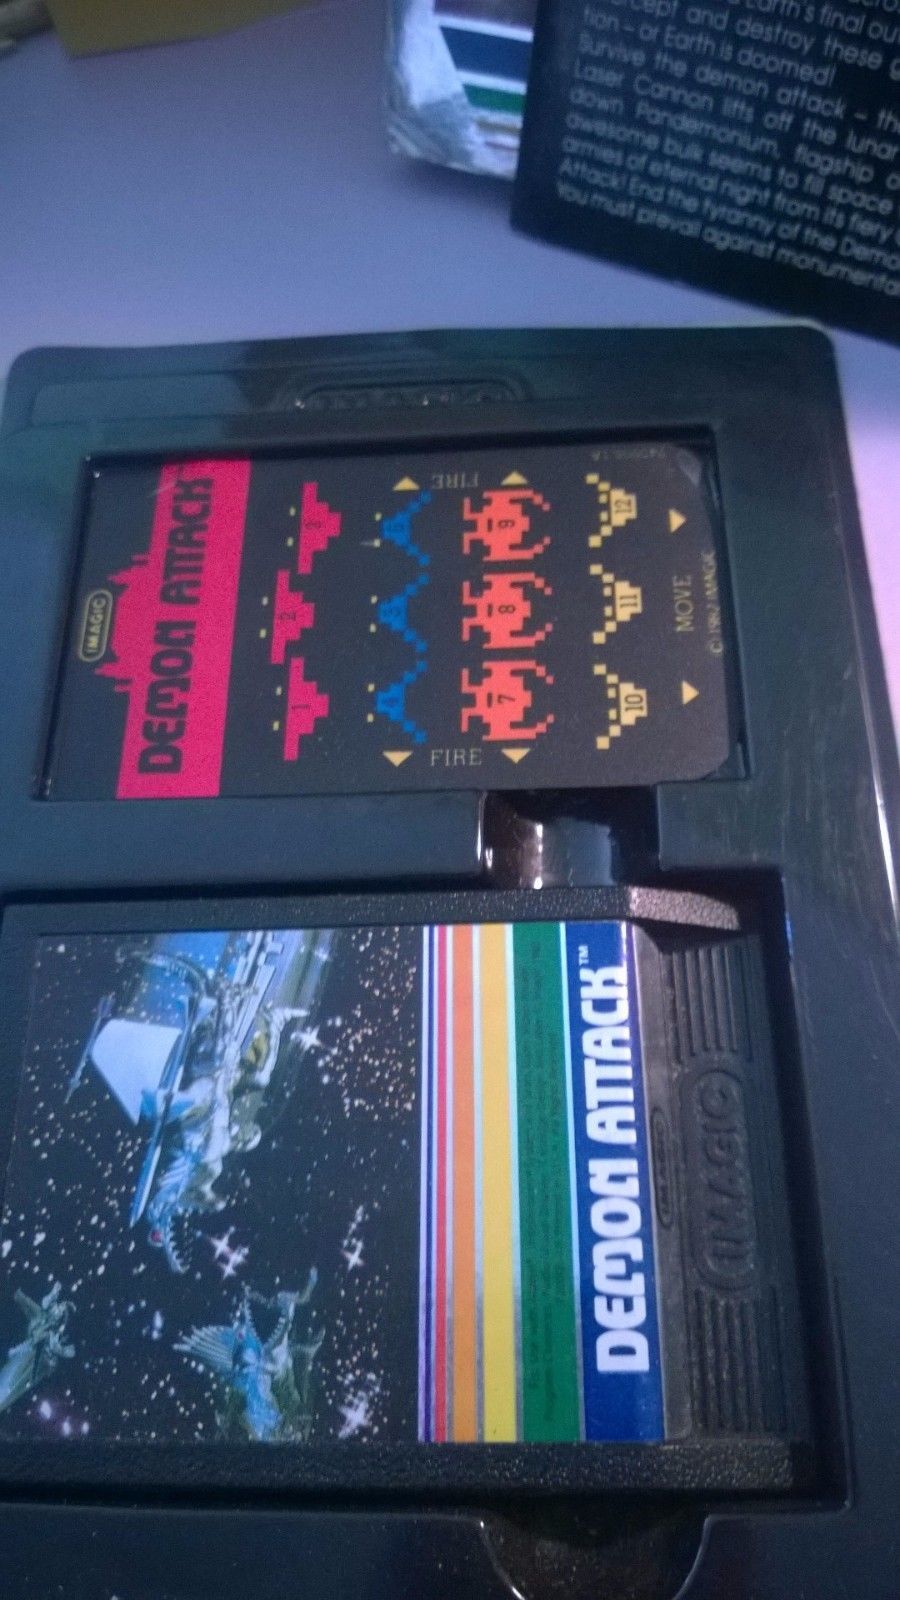 Earth's final out
cept and destroy these g
tion – or Earth is doomed!
Survive the demon attack – th
Laser Cannon lifts off the lunar
down. Pandemonium, flagship o
awesome bulk seems to fill space
armies of eternal night from its fiery
Attack! End the tyranny of the Demo
You must prevail against monumenta
IMAGIC
IMAGIC
DEMON ATTACK
1 2 3
4 5 6
7 8 9
10 11 12
FIRE
FIRE
MOVE
© 1982 IMAGIC
DEMON ATTACK™
IMAGIC